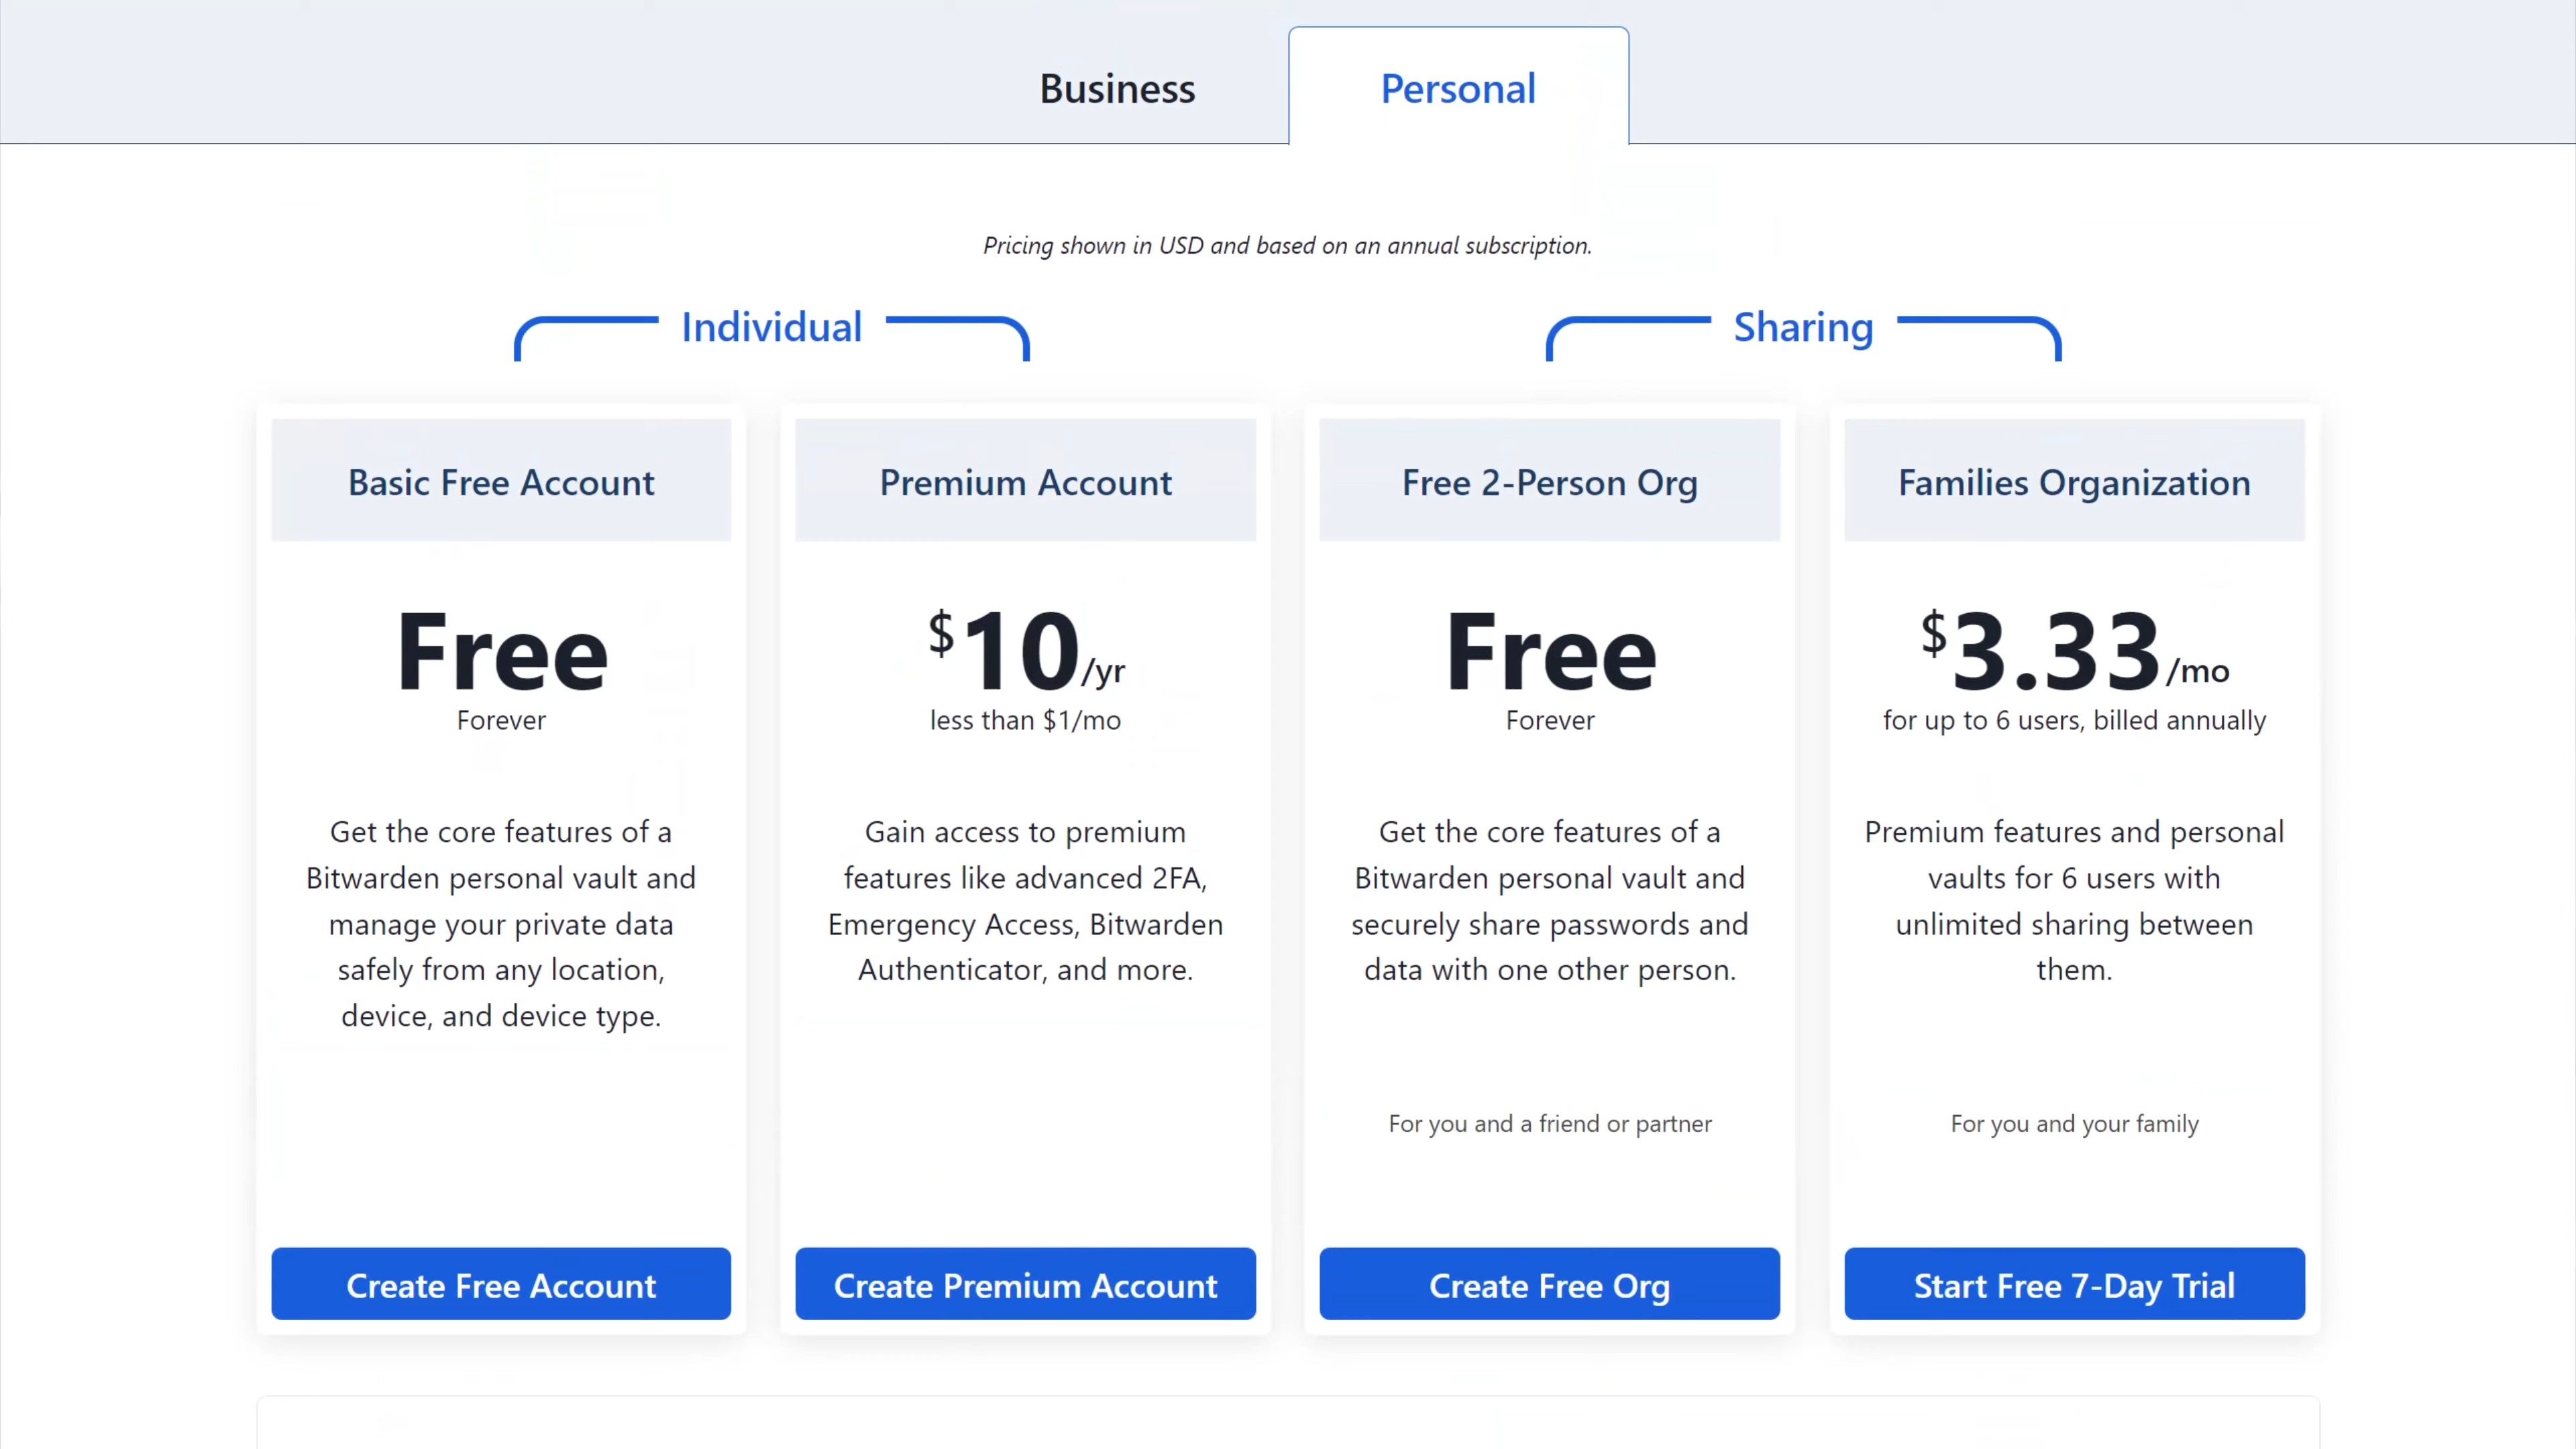 Business
Personal
Pricing shown in USD and based on an annual subscription.
Individual
Sharing
Basic Free Account
Free
Forever
Get the core features of a
Bitwarden personal vault and
manage your private data
safely from any location,
device, and device type.
Create Free Account
Premium Account
$10/yr
less than $1/mo
Gain access to premium
features like advanced 2FA,
Emergency Access, Bitwarden
Authenticator, and more.
Create Premium Account
Free 2-Person Org
Free
Forever
Get the core features of a
Bitwarden personal vault and
securely share passwords and
data with one other person.
For you and a friend or partner
Create Free Org
Families Organization
$3.33/mo
for up to 6 users, billed annually
Premium features and personal
vaults for 6 users with
unlimited sharing between
them.
For you and your family
Start Free 7-Day Trial